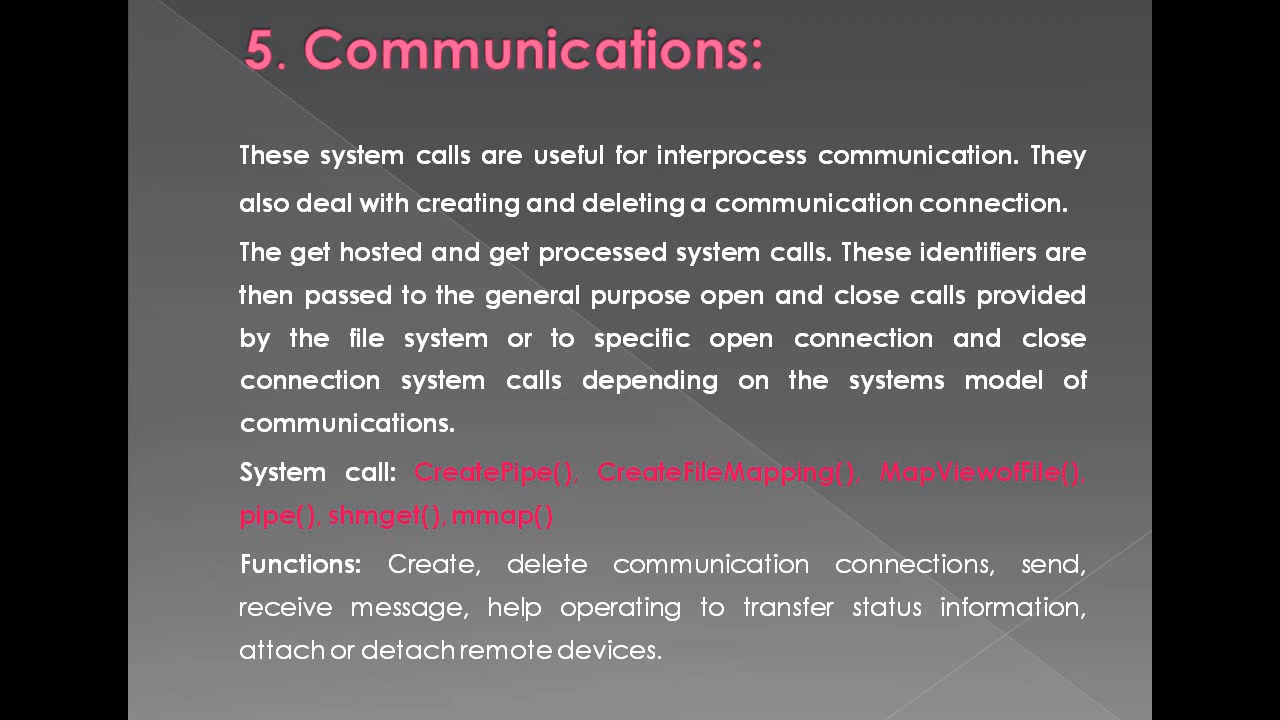 5. Communications:
These system calls are useful for interprocess communication. They
also deal with creating and deleting a communication connection.
The get hosted and get processed system calls. These identifiers are
then passed to the general purpose open and close calls provided
by the file system or to specific open connection and close
connection system calls depending on the systems model of
communications.
System call: CreatePipe(), CreateFileMapping(), MapViewofFile(),
pipe(), shmget(), mmap()
Functions: Create, delete communication connections, send,
receive message, help operating to transfer status information,
attach or detach remote devices.